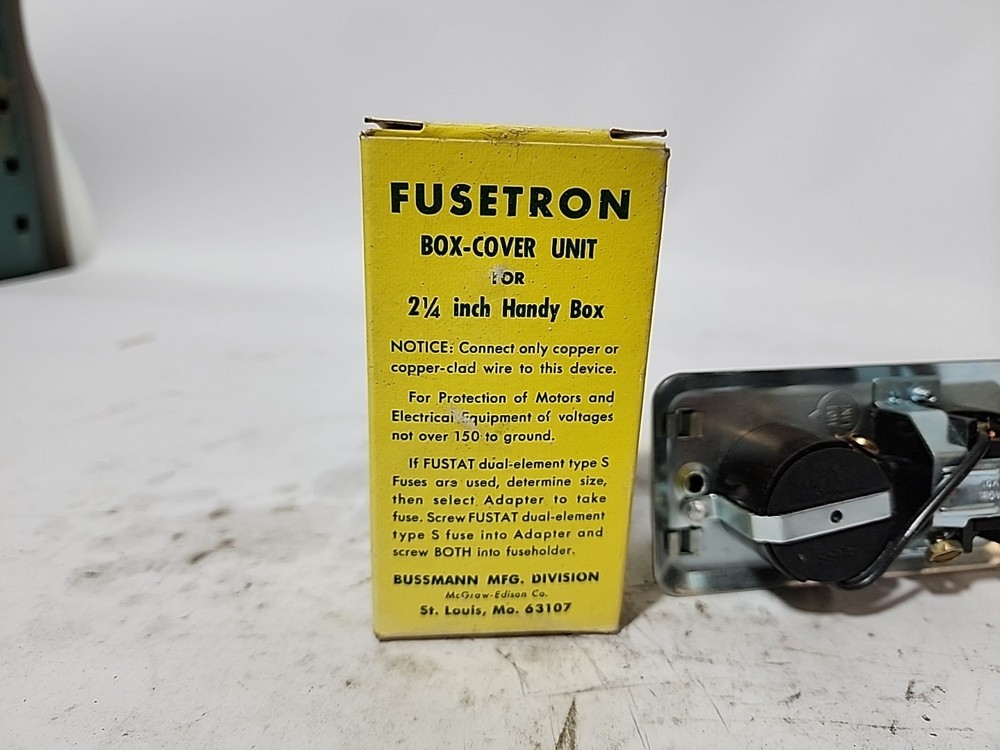 FUSETRON
BOX-COVER UNIT
FOR
2¼ inch Handy Box
NOTICE: Connect only copper or
copper-clad wire to this device.
For Protection of Motors and
Electrical Equipment of voltages
not over 150 to ground.
If FUSTAT dual-element type S
Fuses are used, determine size,
then select Adapter to take
fuse. Screw FUSTAT dual-element
type S fuse into Adapter and
screw BOTH into fuseholder.
BUSSMANN MFG. DIVISION
McGraw-Edison Co.
St. Louis, Mo. 63107